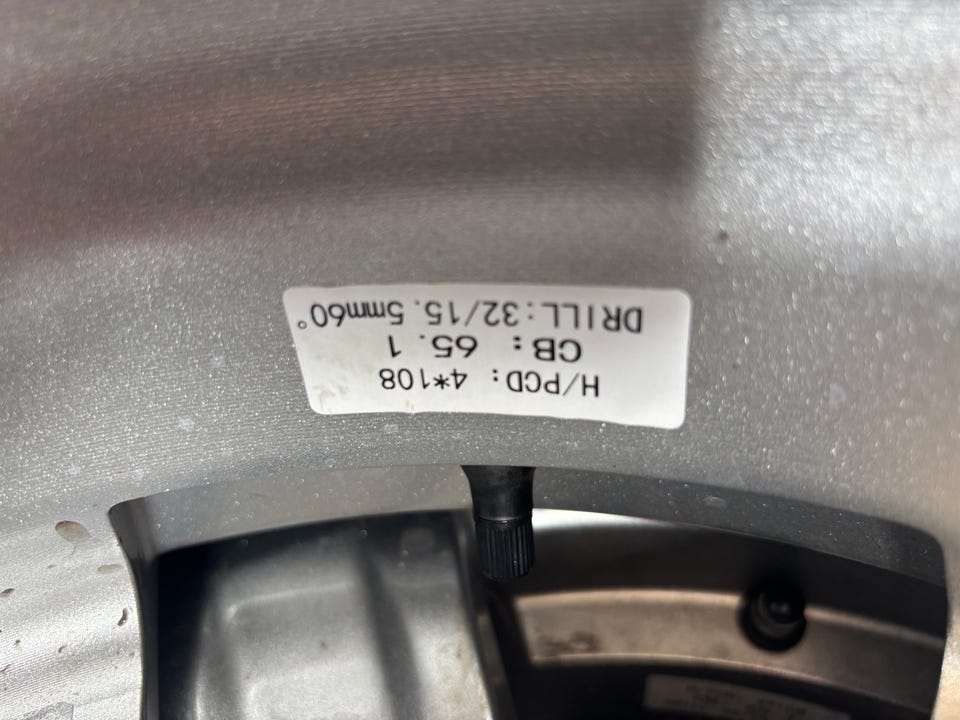 H/PCD: 4*108
CB: 65.1
DRILL:32/15.5mm60°